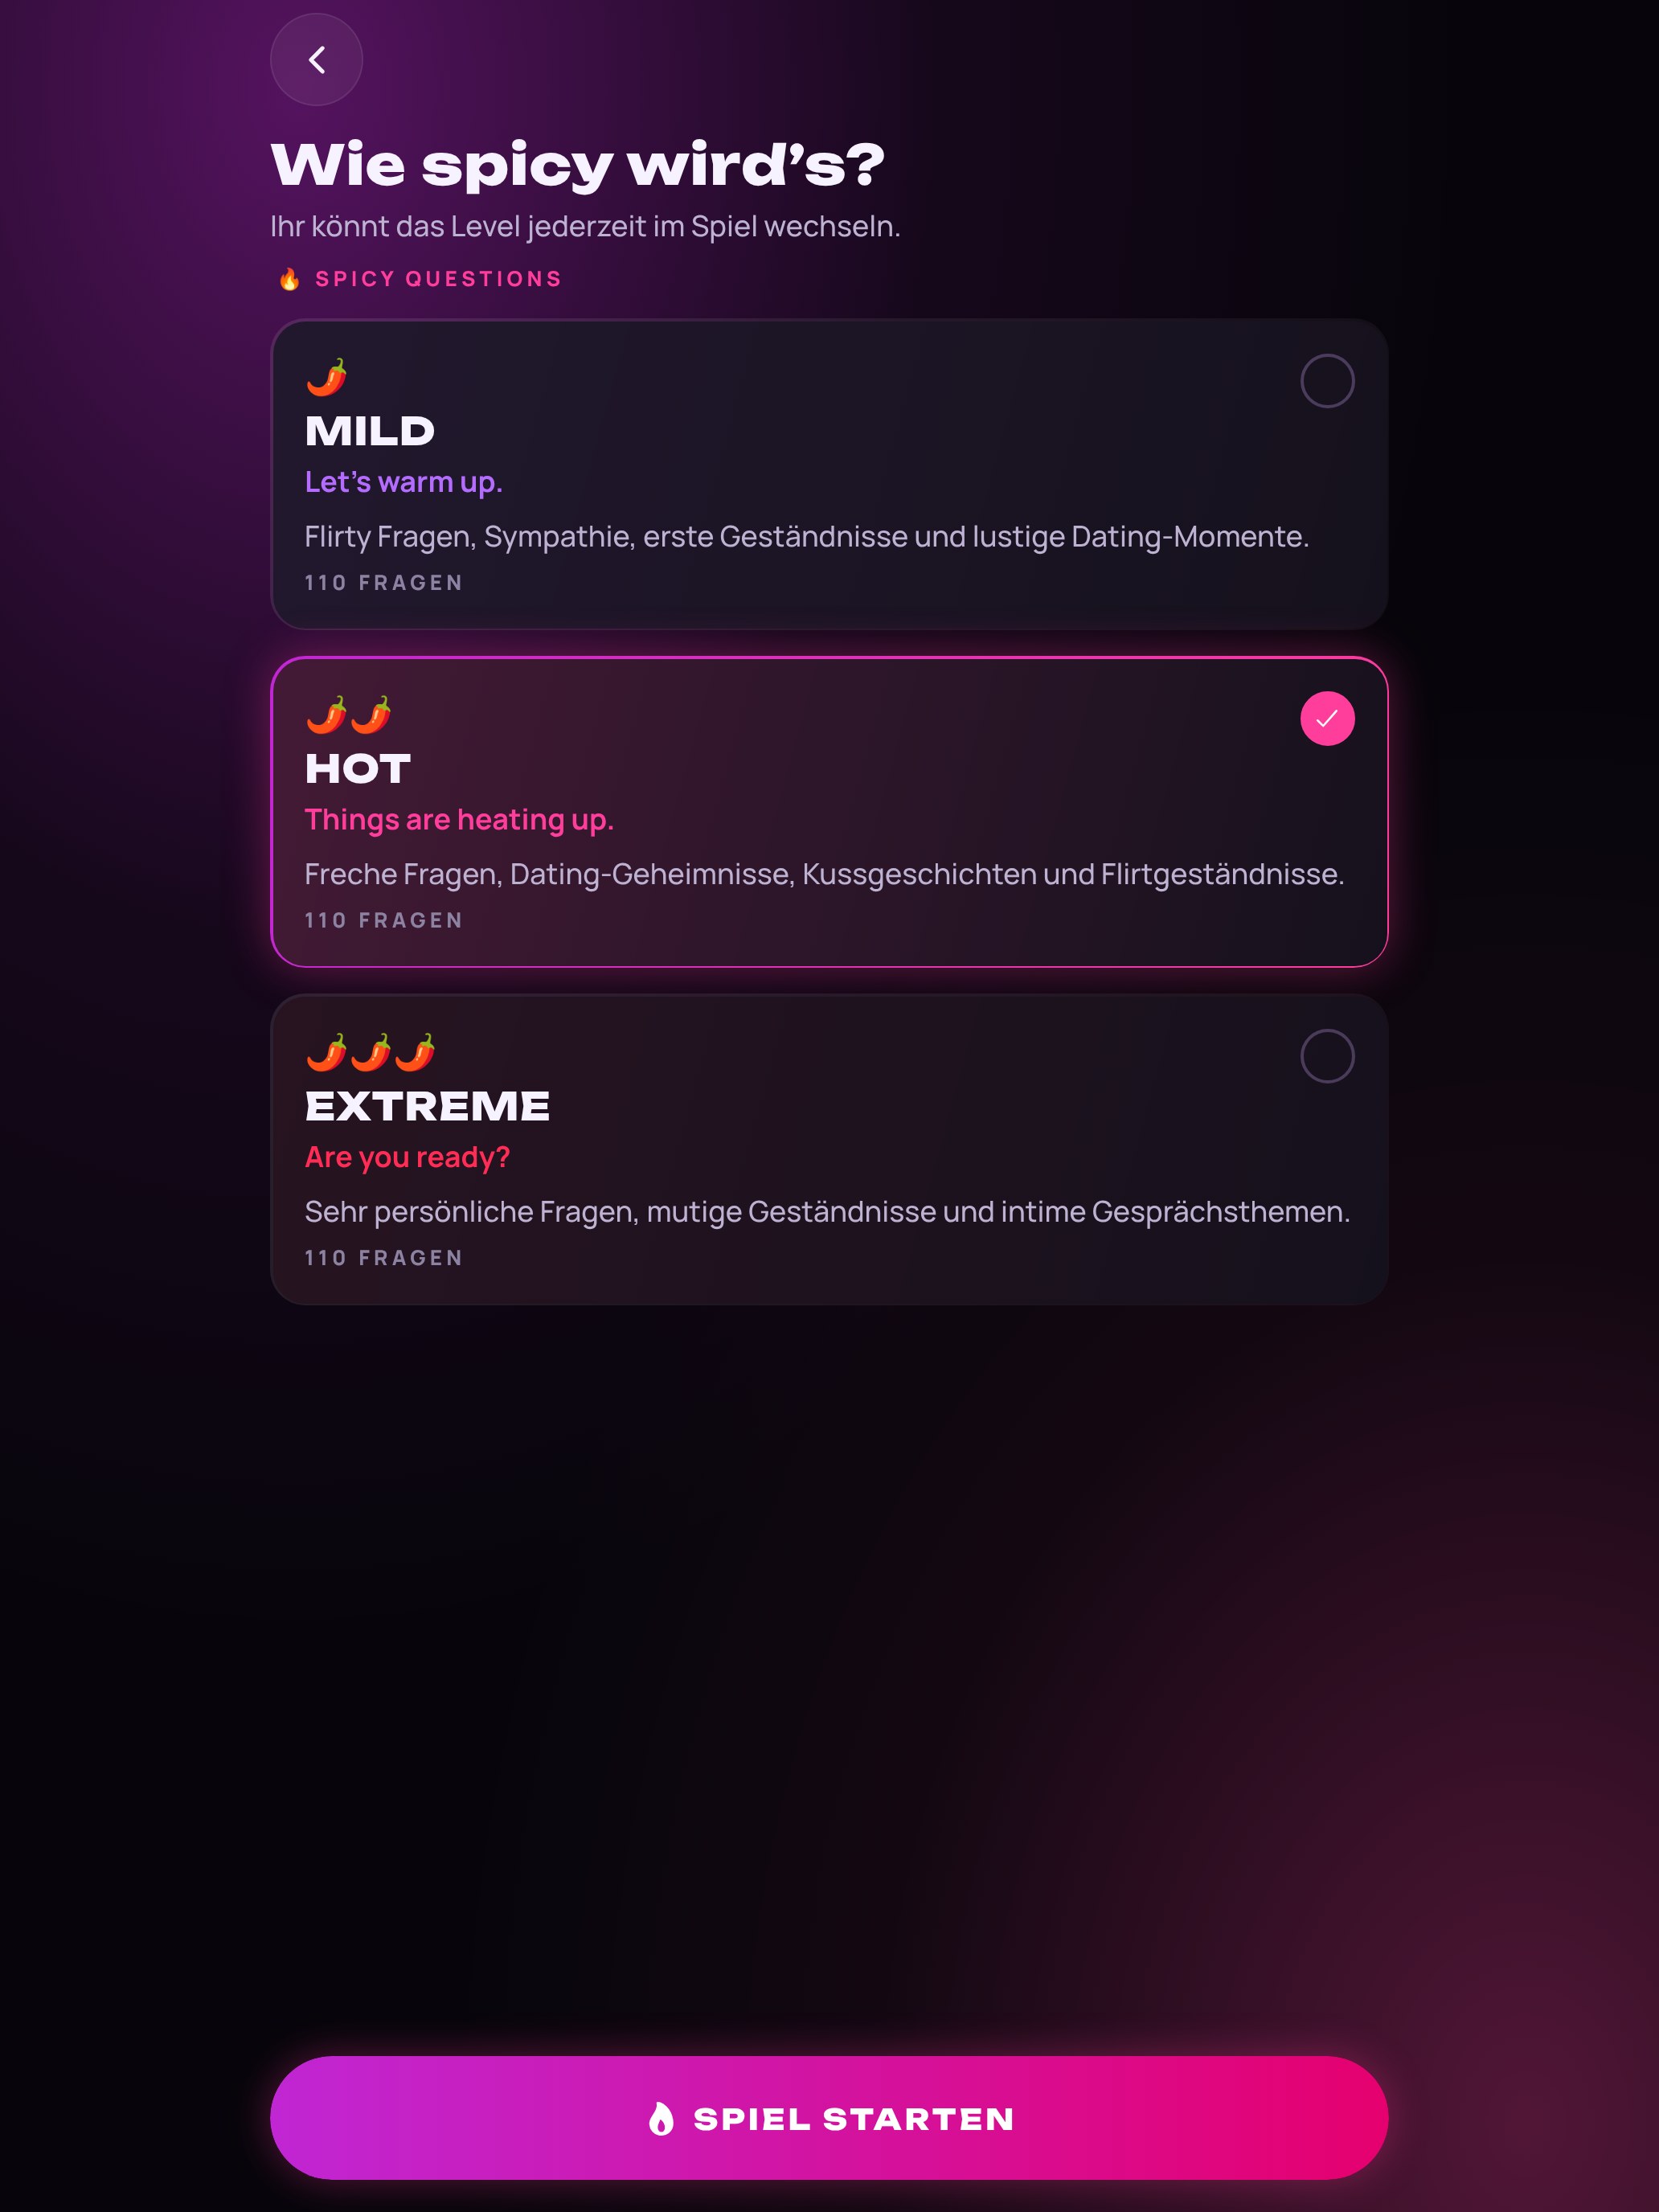 Wie spicy wird’s?
Ihr könnt das Level jederzeit im Spiel wechseln.
🔥 SPICY QUESTIONS
🌶️
MILD
Let’s warm up.
Flirty Fragen, Sympathie, erste Geständnisse und lustige Dating-Momente.
110 FRAGEN
🌶️🌶️
HOT
Things are heating up.
Freche Fragen, Dating-Geheimnisse, Kussgeschichten und Flirtgeständnisse.
110 FRAGEN
🌶️🌶️🌶️
EXTREME
Are you ready?
Sehr persönliche Fragen, mutige Geständnisse und intime Gesprächsthemen.
110 FRAGEN
SPIEL STARTEN